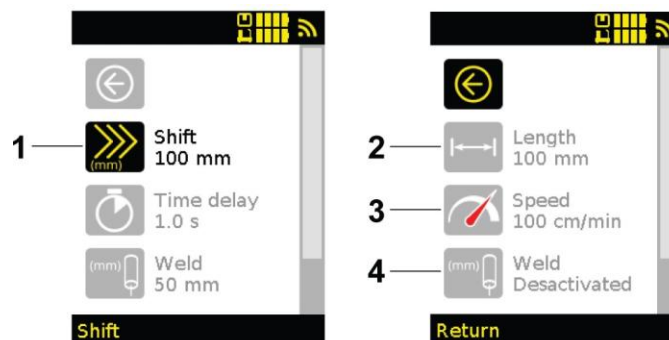 1
(mm)
Shift
100 mm
Time delay
1.0 s
(mm)
Weld
50 mm
Shift
2
Length
100 mm
3
Speed
100 cm/min
4
(mm)
Weld
Desactivated
Return